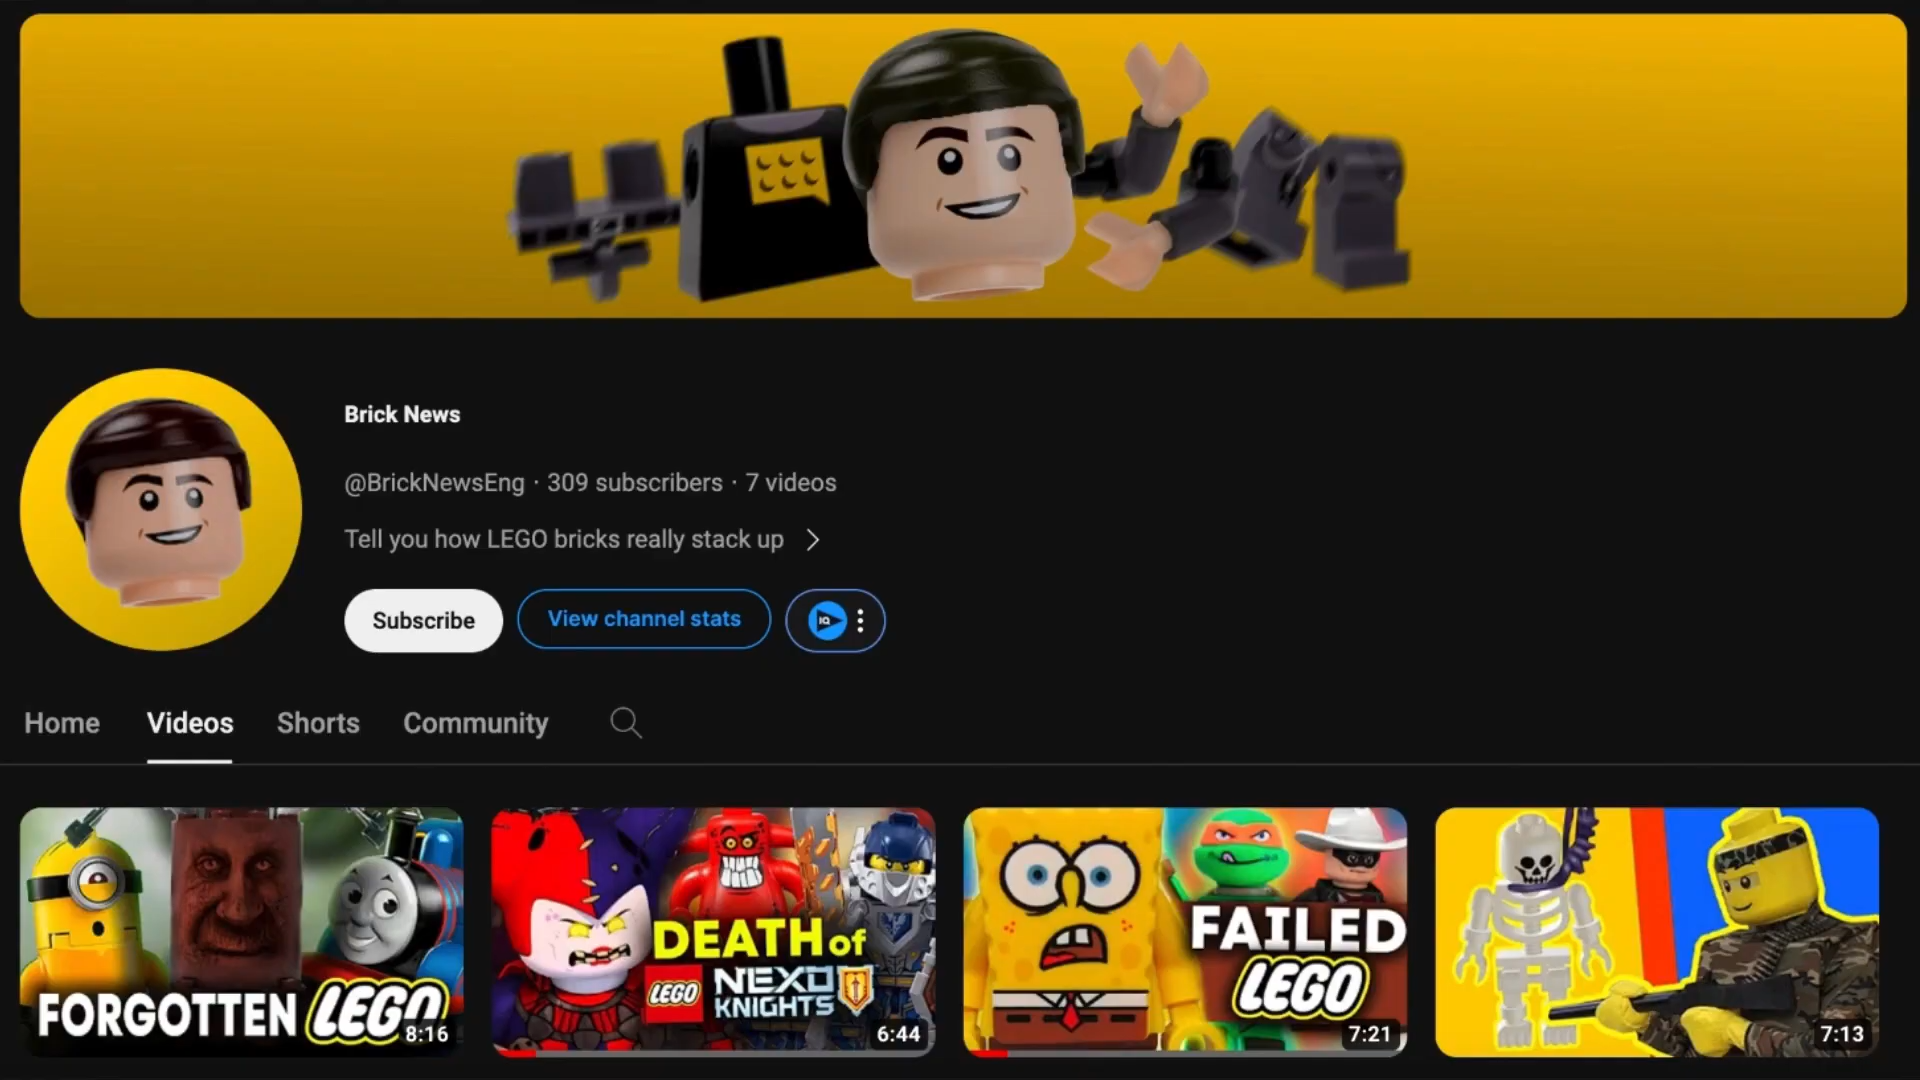 Brick News
@BrickNewsEng · 309 subscribers · 7 videos
Tell you how LEGO bricks really stack up
Subscribe
View channel stats
IQ
Home
Videos
Shorts
Community
FORGOTTEN LEGO
8:16
DEATH of
LEGO NEXO
KNIGHTS
6:44
FAILED
LEGO
7:21
7:13